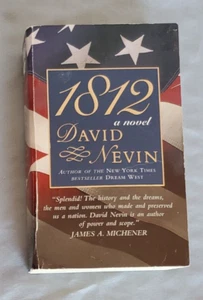 1812
a novel
DAVID
NEVIN
AUTHOR OF THE NEW YORK TIMES
BESTSELLER DREAM WEST
"Splendid! The history and the dreams,
the men and women who made and preserved
us a nation. David Nevin is an author
of power and scope."
JAMES A. MICHENER